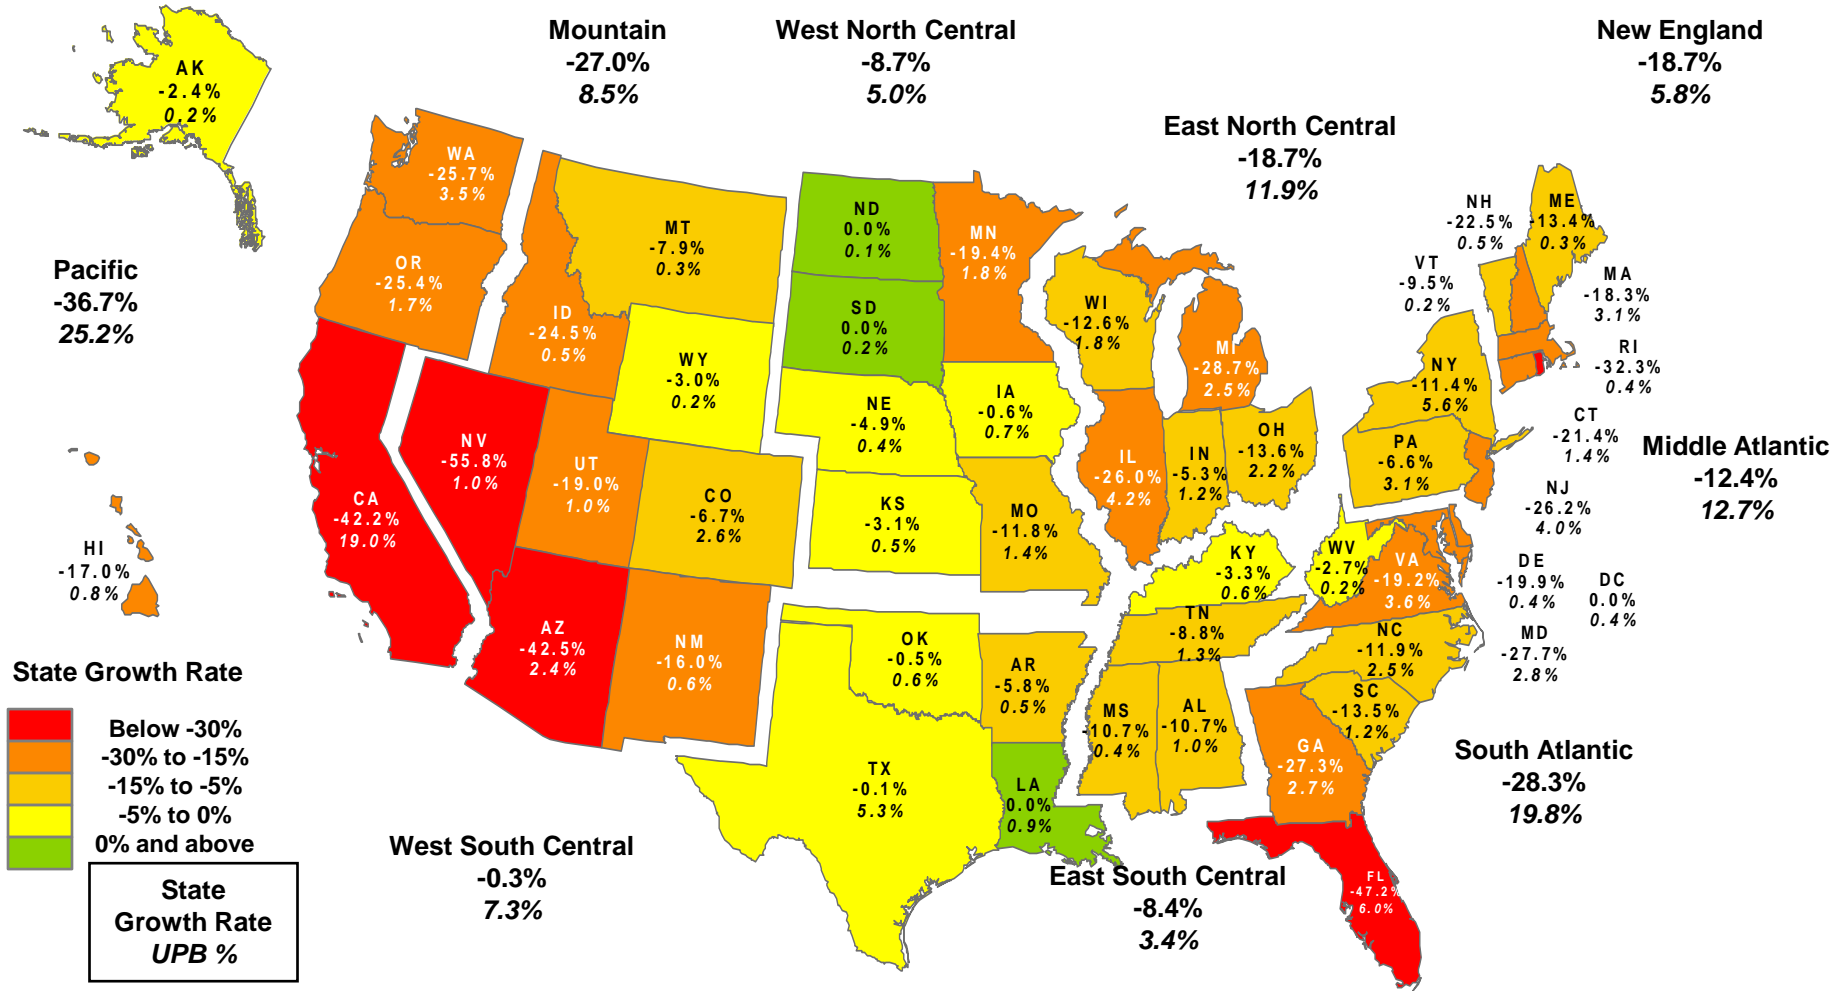 Mountain
-27.0%
8.5%
West North Central
-8.7%
5.0%
New England
-18.7%
5.8%
East North Central
-18.7%
11.9%
AK
-2.4%
0.2%
WA
-25.7%
3.5%
MT
-7.9%
0.3%
ND
0.0%
0.1%
MN
-19.4%
1.8%
NH
-22.5%
0.5%
ME
-13.4%
0.3%
Pacific
-36.7%
25.2%
OR
-25.4%
1.7%
ID
-24.5%
0.5%
SD
0.0%
0.2%
WI
-12.6%
1.8%
VT
-9.5%
0.2%
MA
-18.3%
3.1%
WY
-3.0%
0.2%
MI
-28.7%
2.5%
NY
-11.4%
5.6%
RI
-32.3%
0.4%
NE
-4.9%
0.4%
IA
-0.6%
0.7%
CT
-21.4%
1.4%
NV
-55.8%
1.0%
UT
-19.0%
1.0%
IL
-26.0%
4.2%
IN
-5.3%
1.2%
OH
-13.6%
2.2%
PA
-6.6%
3.1%
Middle Atlantic
-12.4%
12.7%
CA
-42.2%
19.0%
CO
-6.7%
2.6%
KS
-3.1%
0.5%
MO
-11.8%
1.4%
NJ
-26.2%
4.0%
HI
-17.0%
0.8%
KY
-3.3%
0.6%
WV
-2.7%
0.2%
VA
-19.2%
3.6%
DE
-19.9%
0.4%
DC
0.0%
0.4%
AZ
-42.5%
2.4%
NM
-16.0%
0.6%
OK
-0.5%
0.6%
AR
-5.8%
0.5%
TN
-8.8%
1.3%
NC
-11.9%
2.5%
MD
-27.7%
2.8%
SC
-13.5%
1.2%
MS
-10.7%
0.4%
AL
-10.7%
1.0%
GA
-27.3%
2.7%
South Atlantic
-28.3%
19.8%
TX
-0.1%
5.3%
LA
0.0%
0.9%
FL
-47.2%
6.0%
West South Central
-0.3%
7.3%
East South Central
-8.4%
3.4%
State Growth Rate
Below -30%
-30% to -15%
-15% to -5%
-5% to 0%
0% and above
State
Growth Rate
UPB %